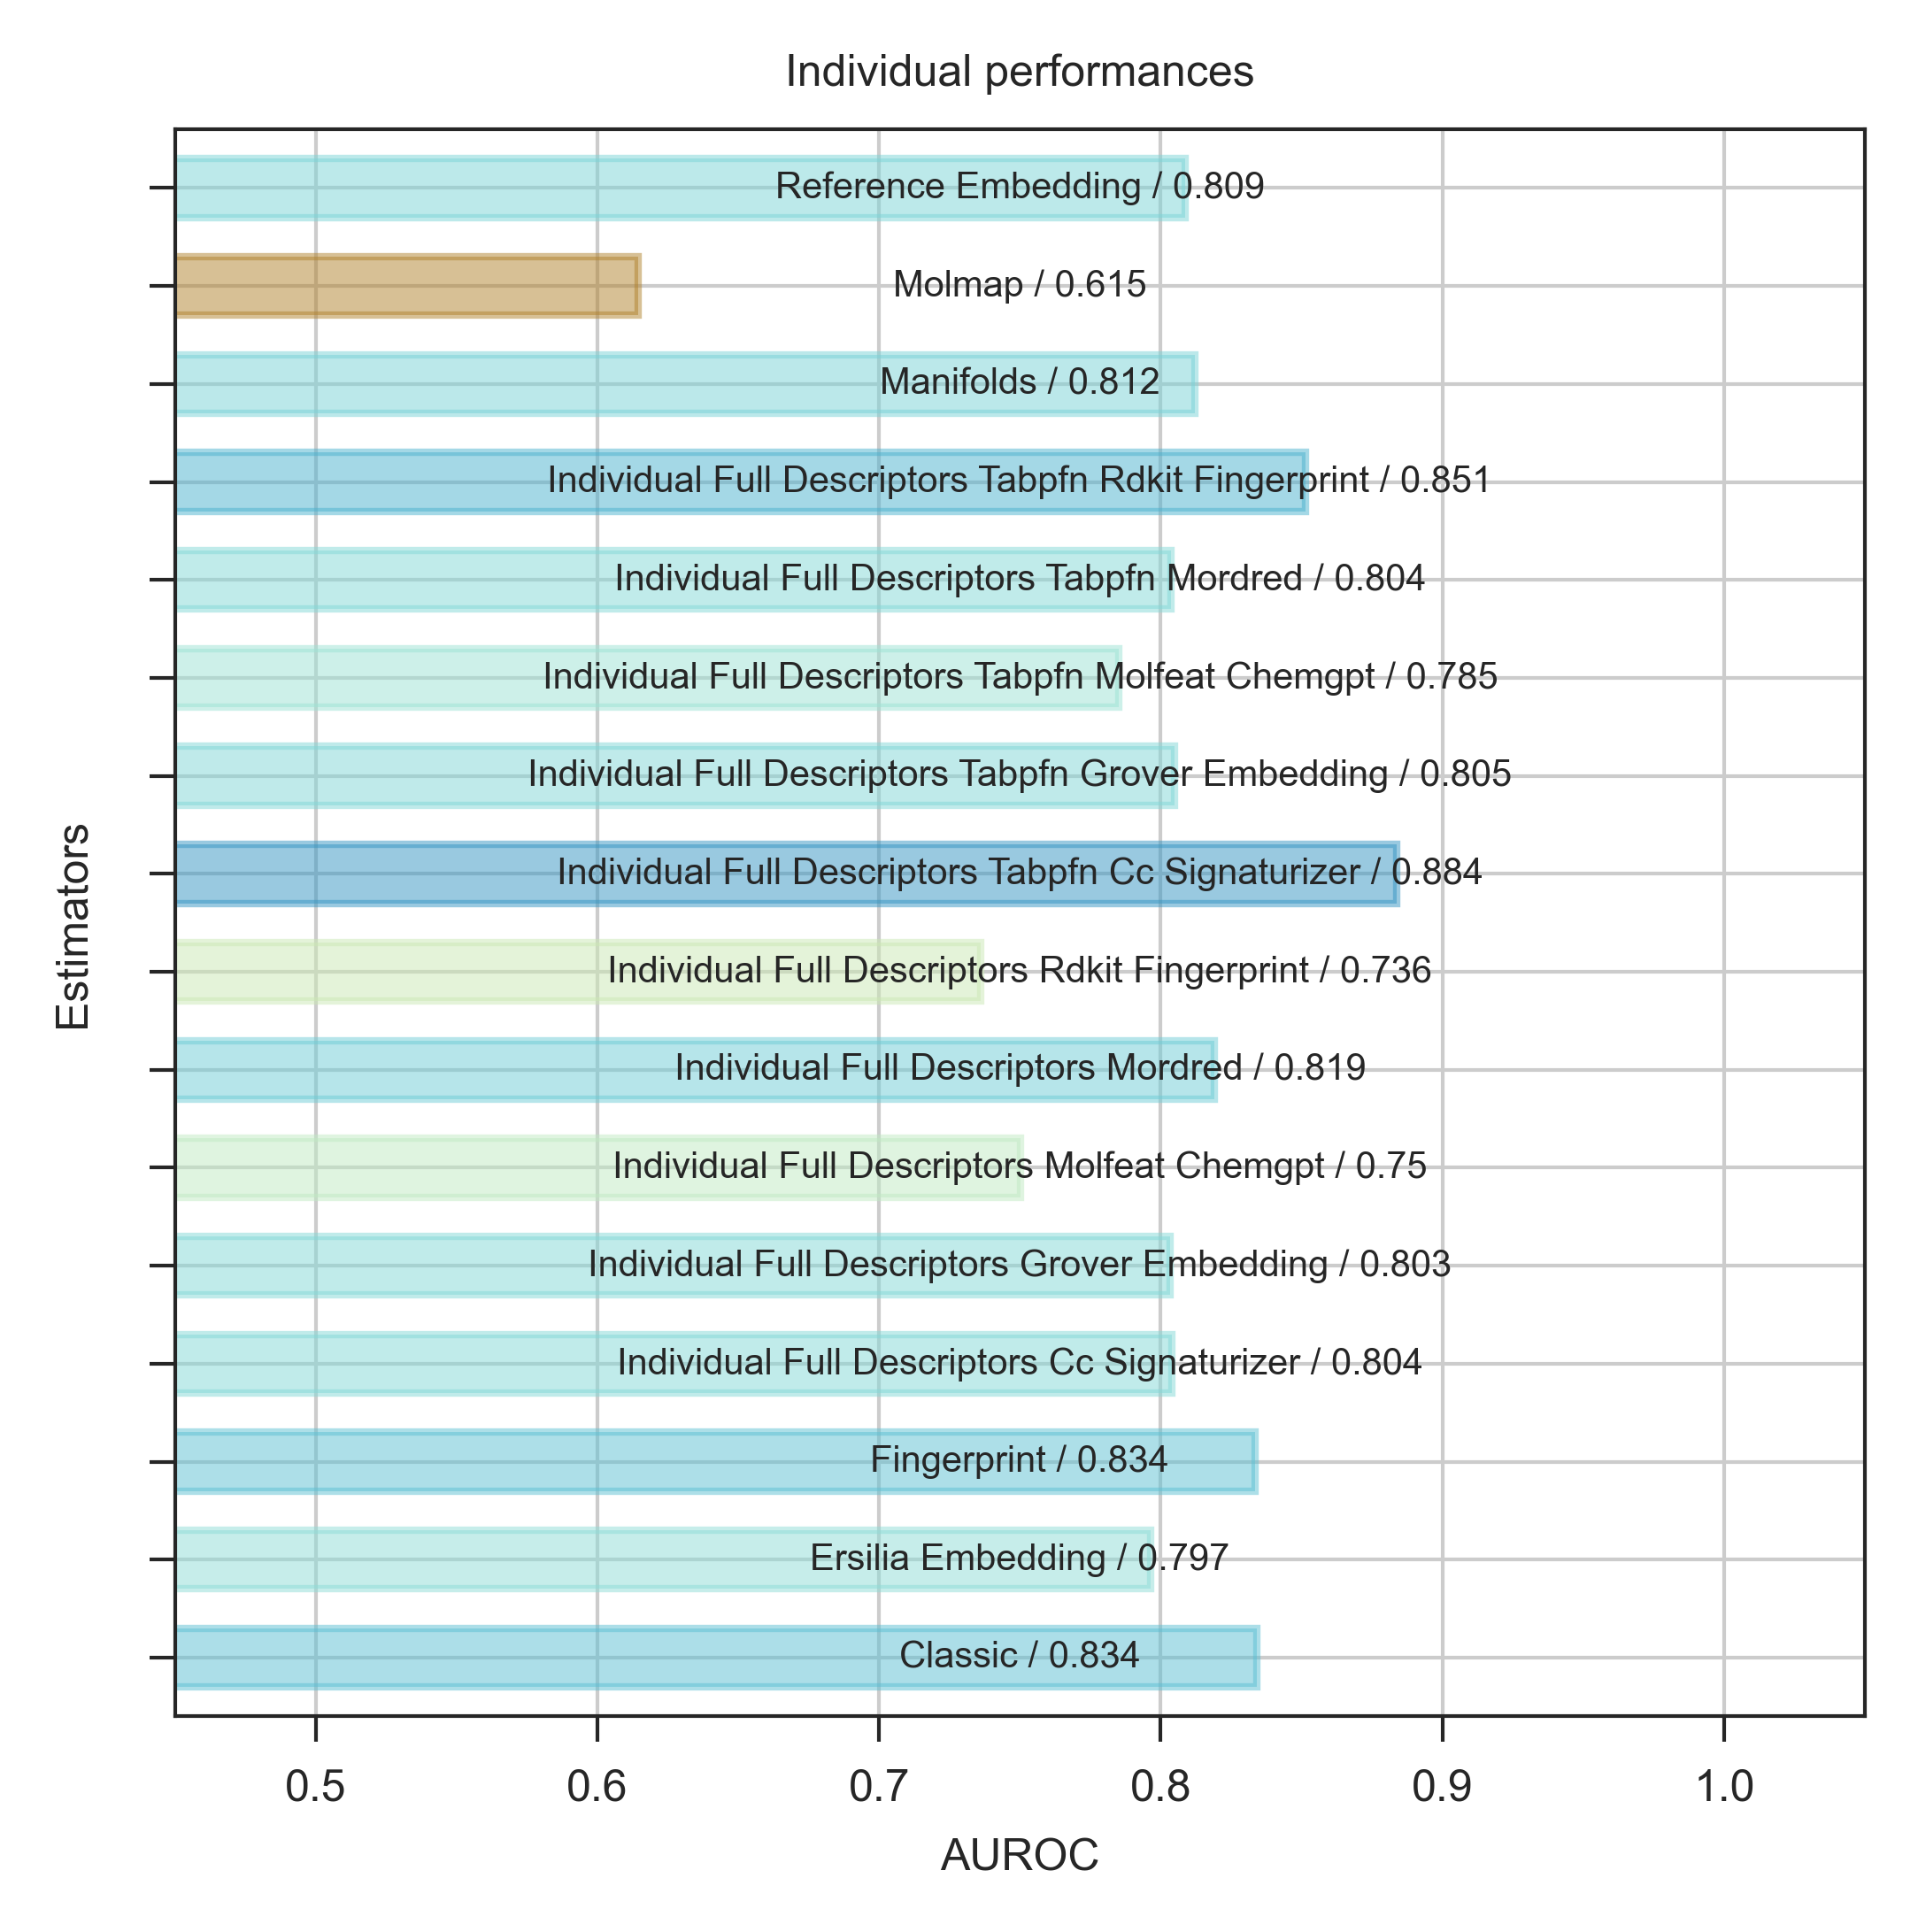 Individual performances
Reference Embedding / 0.809
Molmap / 0.615
Manifolds / 0.812
Individual Full Descriptors Tabpfn Rdkit Fingerprint / 0.851
Individual Full Descriptors Tabpfn Mordred / 0.804
Individual Full Descriptors Tabpfn Molfeat Chemgpt / 0.785
Individual Full Descriptors Tabpfn Grover Embedding / 0.805
Individual Full Descriptors Tabpfn Cc Signaturizer / 0.884
Individual Full Descriptors Rdkit Fingerprint / 0.736
Individual Full Descriptors Mordred / 0.819
Individual Full Descriptors Molfeat Chemgpt / 0.75
Individual Full Descriptors Grover Embedding / 0.803
Individual Full Descriptors Cc Signaturizer / 0.804
Fingerprint / 0.834
Ersilia Embedding / 0.797
Classic / 0.834
Estimators
0.5 0.6 0.7 0.8 0.9 1.0
AUROC